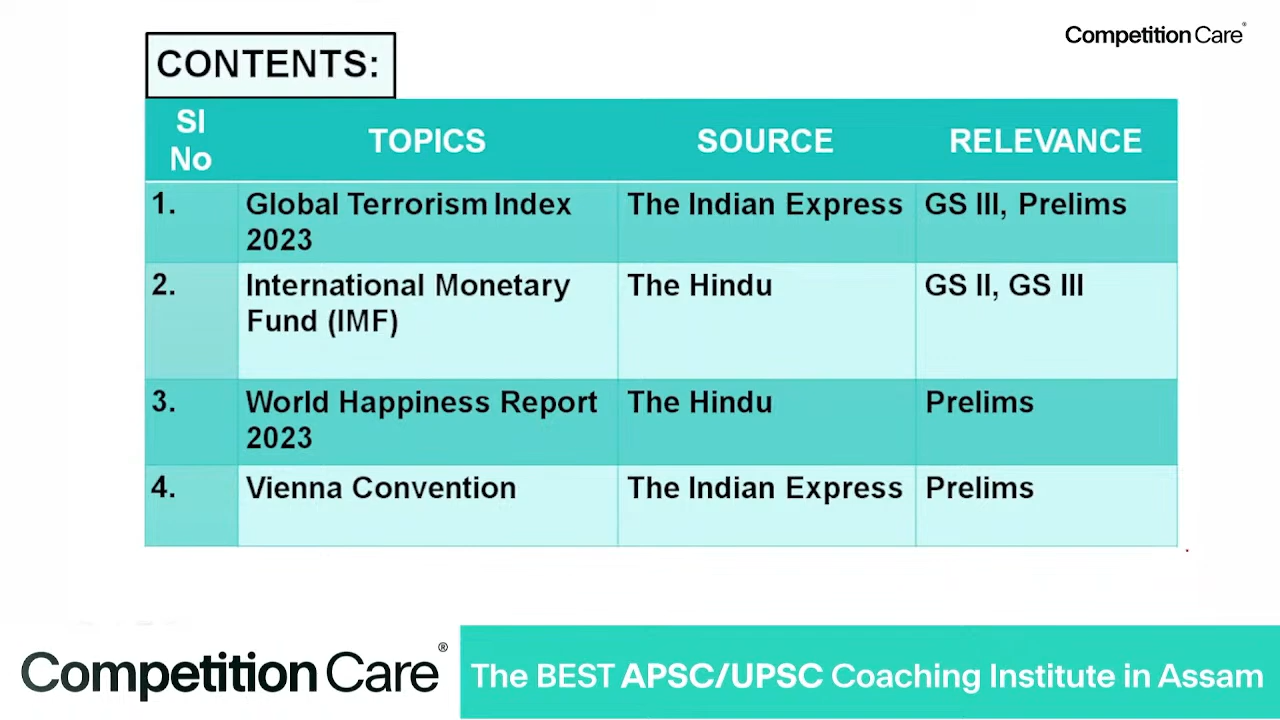 Competition Care®
CONTENTS:
Sl No TOPICS SOURCE RELEVANCE
1. Global Terrorism Index The Indian Express GS III, Prelims
2023
2. International Monetary The Hindu GS II, GS III
Fund (IMF)
3. World Happiness Report The Hindu Prelims
2023
4. Vienna Convention The Indian Express Prelims
Competition Care® The BEST APSC/UPSC Coaching Institute in Assam